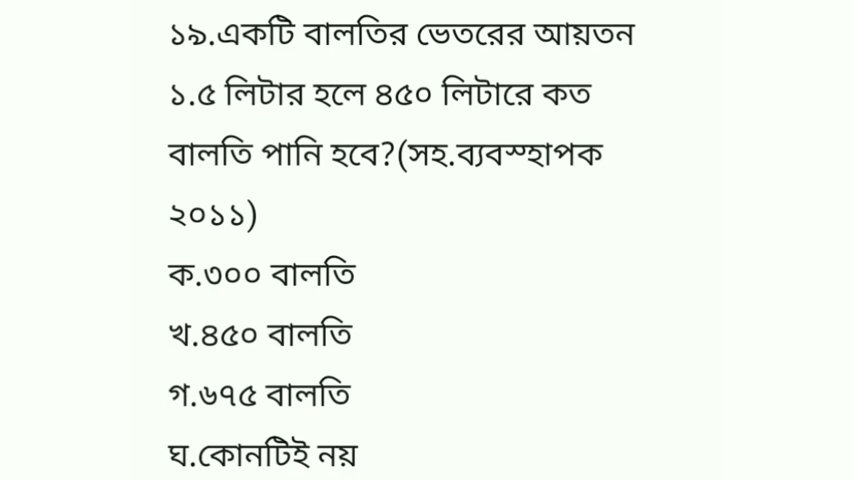 ১৯.একটি বালতির ভেতরের আয়তন
১.৫ লিটার হলে ৪৫০ লিটারে কত
বালতি পানি হবে?(সহ.ব্যবস্হাপক
২০১১)
ক.৩০০ বালতি
খ.৪৫০ বালতি
গ.৬৭৫ বালতি
ঘ.কোনটিই নয়